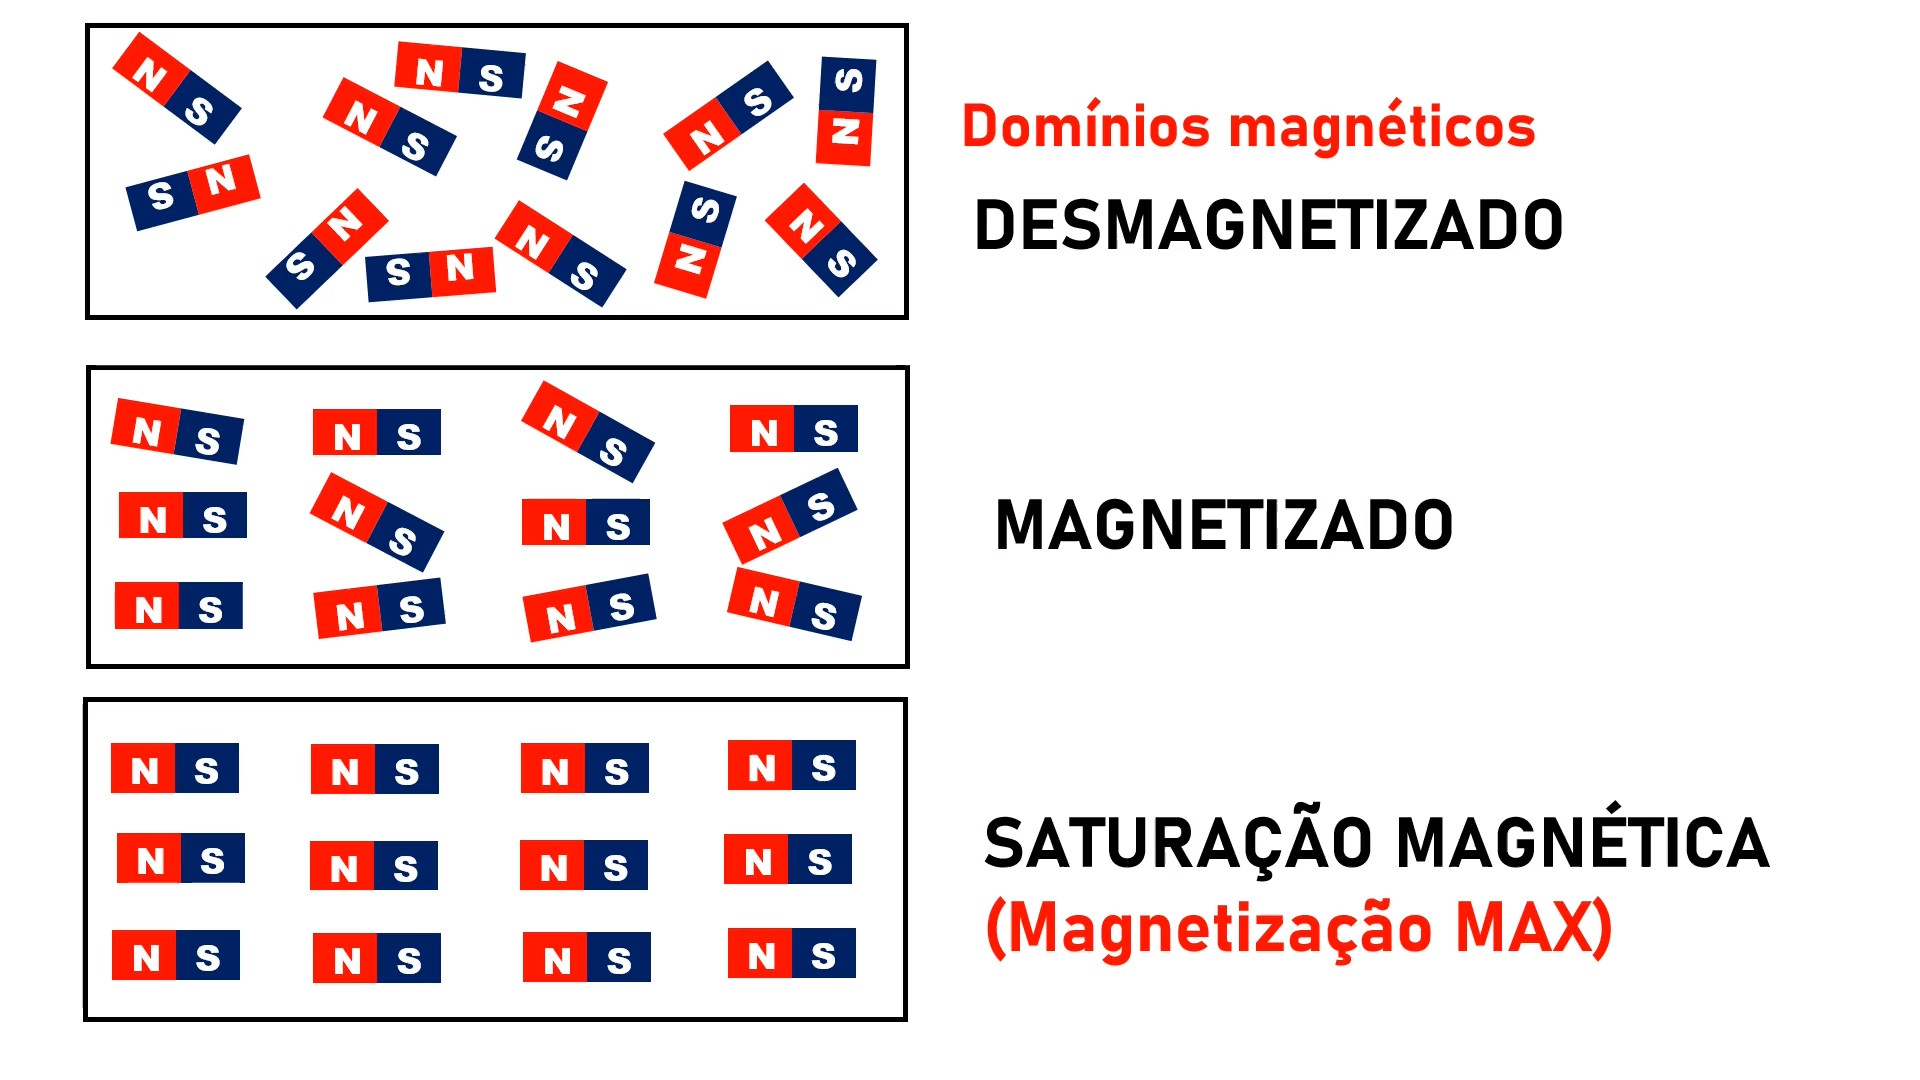 N S N S N S N S N S S N
S N S N S N N S S N N S
Domínios magnéticos
DESMAGNETIZADO
N S N S N S N S
N S N S N S N S
N S N S N S N S
MAGNETIZADO
N S N S N S N S
N S N S N S N S
N S N S N S N S
SATURAÇÃO MAGNÉTICA
(Magnetização MAX)